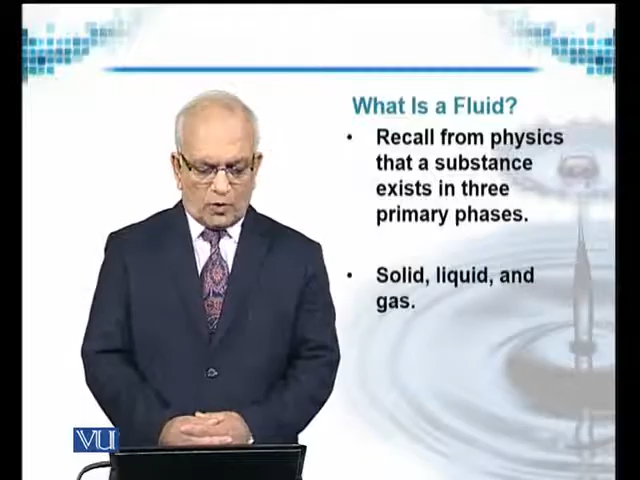 What Is a Fluid?
• Recall from physics
that a substance
exists in three
primary phases.
• Solid, liquid, and
gas.
VU